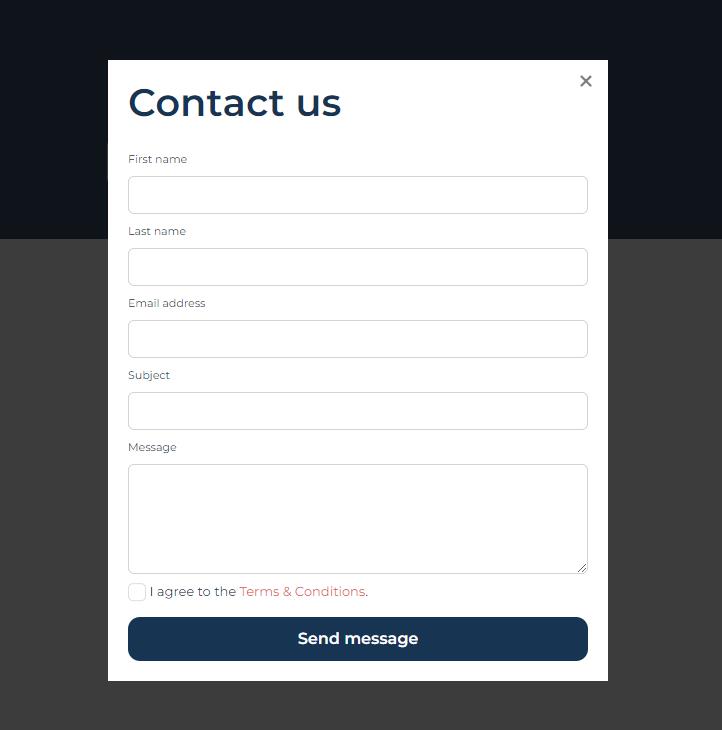 Contact us
First name
Last name
Email address
Subject
Message
I agree to the Terms & Conditions.
Send message